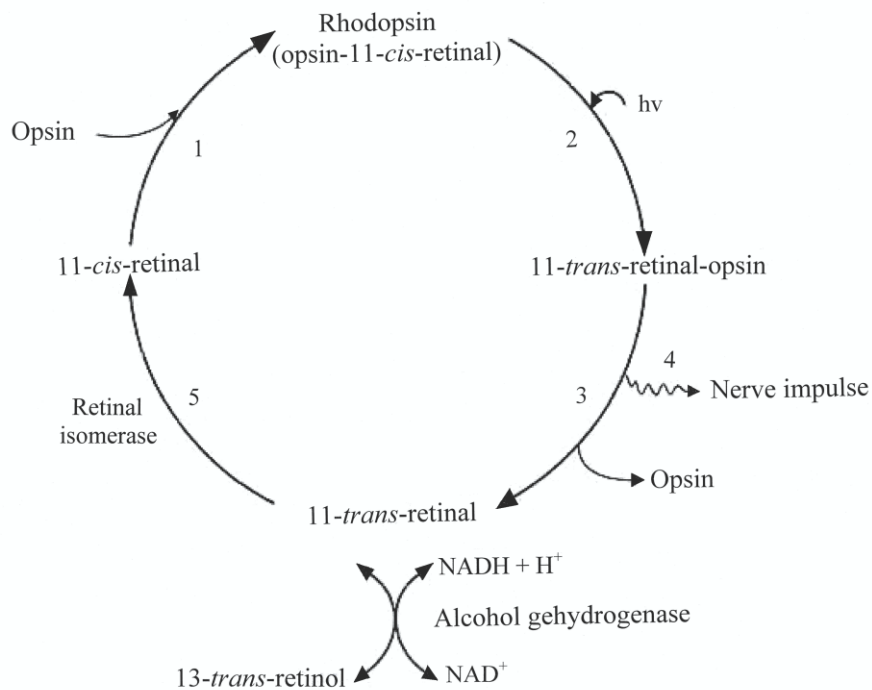 Rhodopsin
(opsin-11-cis-retinal)
hv
Opsin
1
2
11-cis-retinal
11-trans-retinal-opsin
4
Nerve impulse
3
5
Retinal
isomerase
Opsin
11-trans-retinal
NADH + H⁺
Alcohol gehydrogenase
13-trans-retinol
NAD⁺